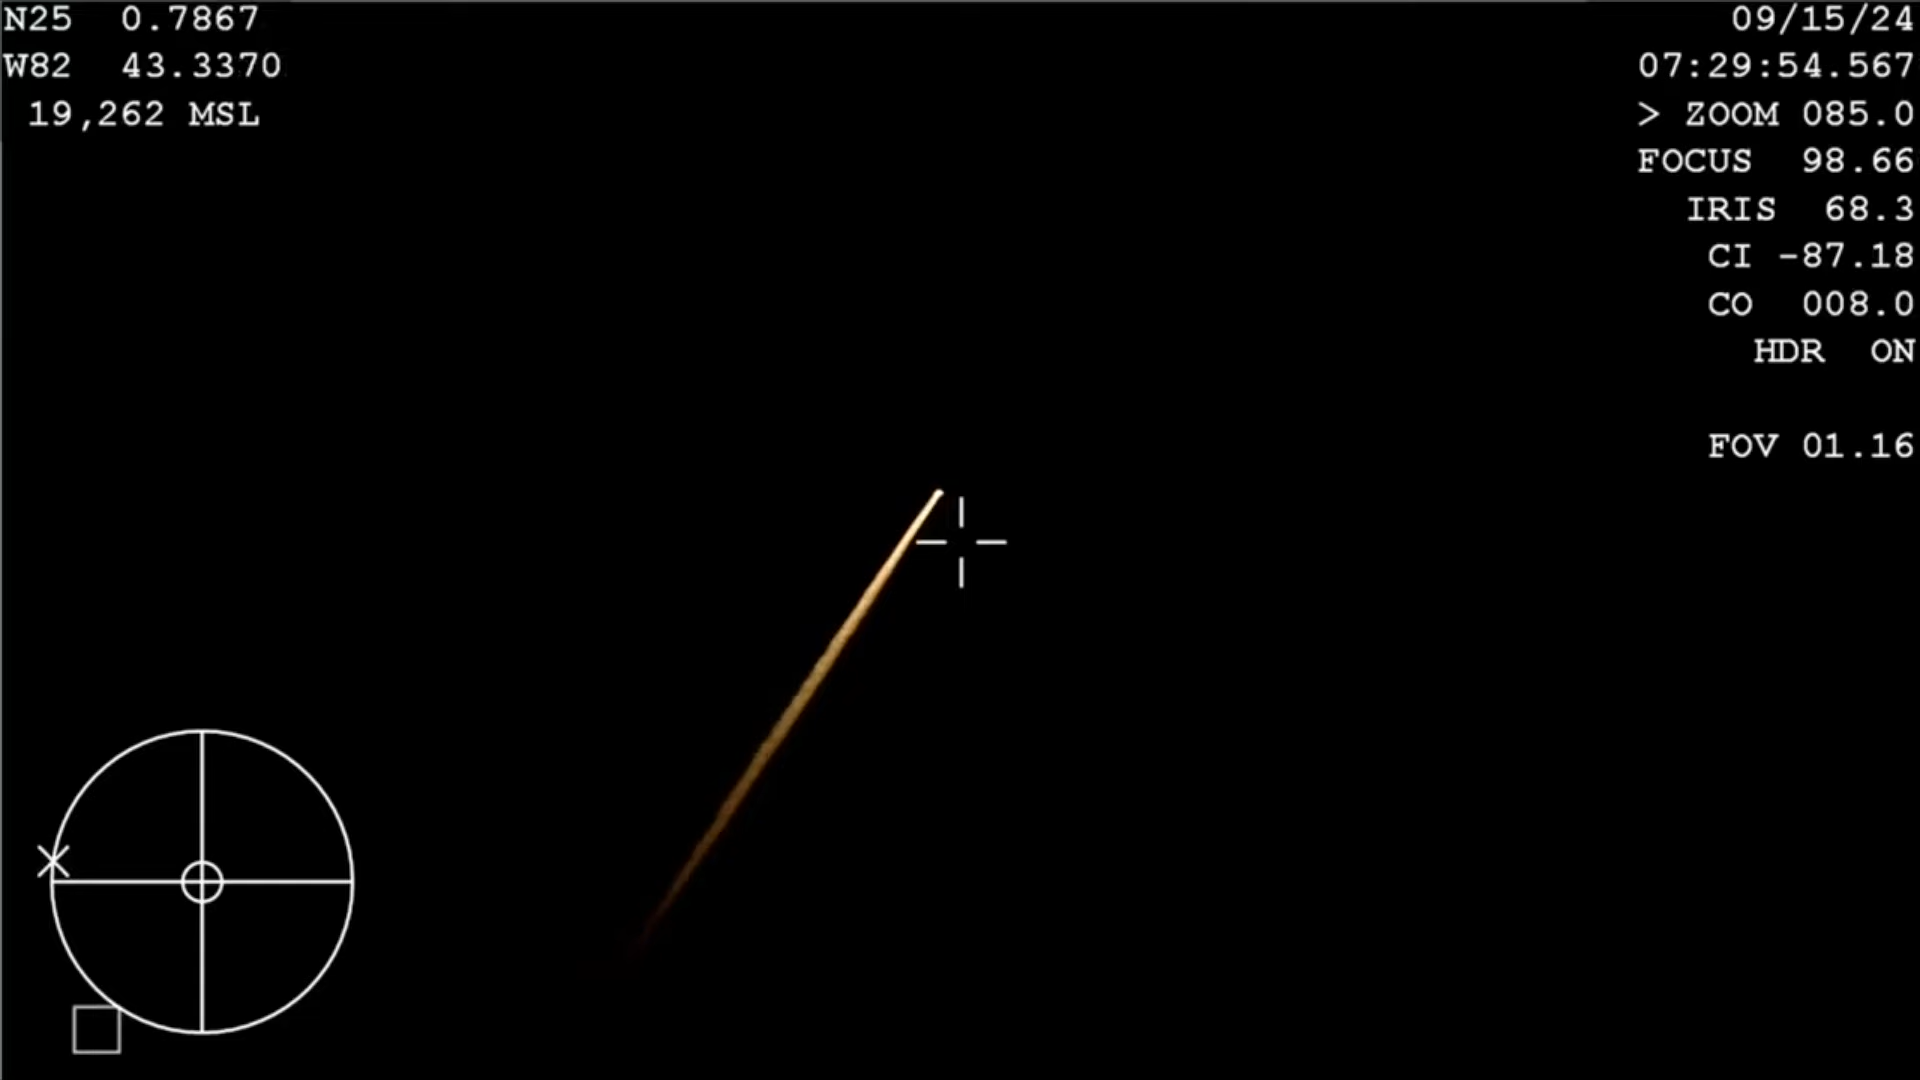 N25 0.7867
W82 43.3370
19,262 MSL
09/15/24
07:29:54.567
> ZOOM 085.0
FOCUS 98.66
IRIS 68.3
CI -87.18
CO 008.0
HDR ON
FOV 01.16